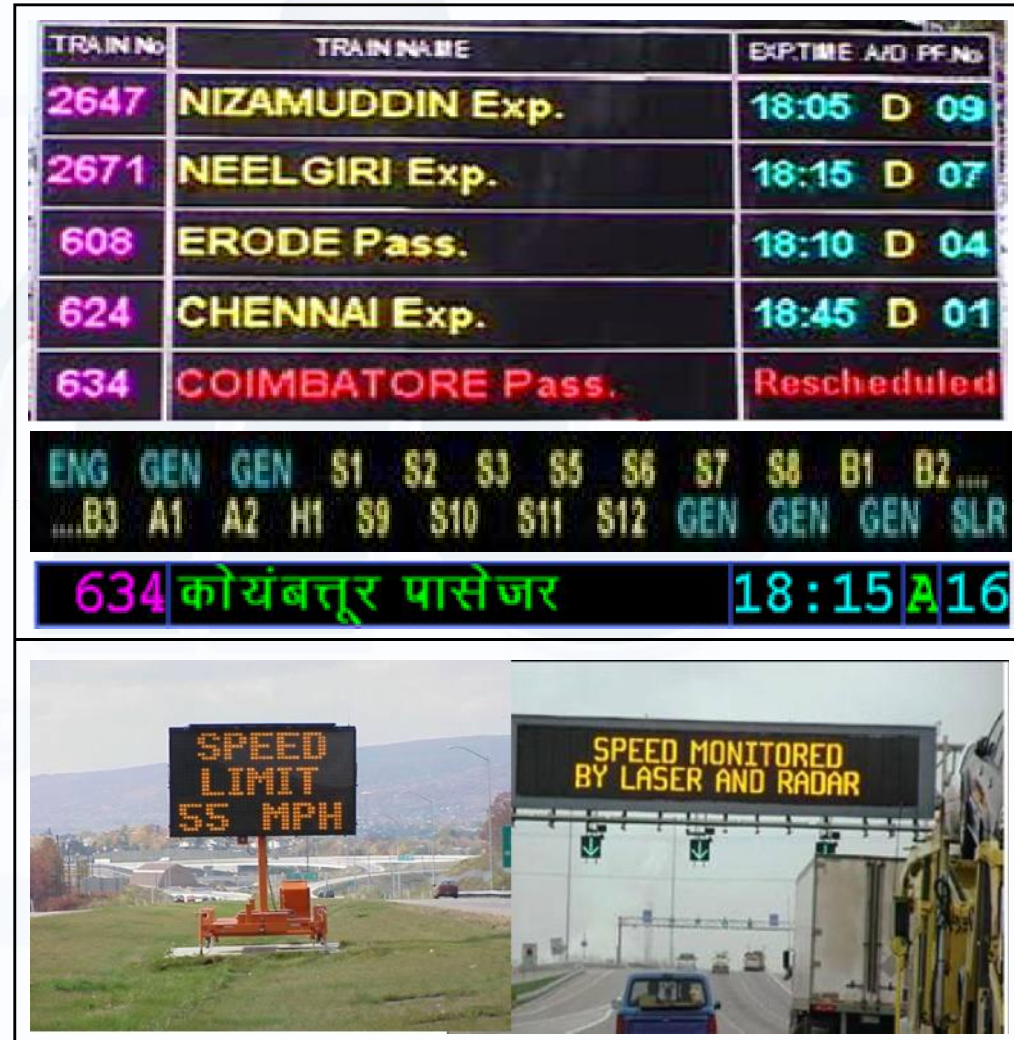 TRAIN No TRAIN NAME EXP.TIME A/D PF.No
2647 NIZAMUDDIN Exp. 18:05 D 09
2671 NEELGIRI Exp. 18:15 D 07
608 ERODE Pass. 18:10 D 04
624 CHENNAI Exp. 18:45 D 01
634 COIMBATORE Pass. Rescheduled
ENG GEN GEN S1 S2 S3 S5 S6 S7 S8 B1 B2....
....B3 A1 A2 H1 S9 S10 S11 S12 GEN GEN GEN SLR
634 कोयंबत्तूर पासेजर 18:15 A 16
SPEED
LIMIT
55 MPH
SPEED MONITORED
BY LASER AND RADAR